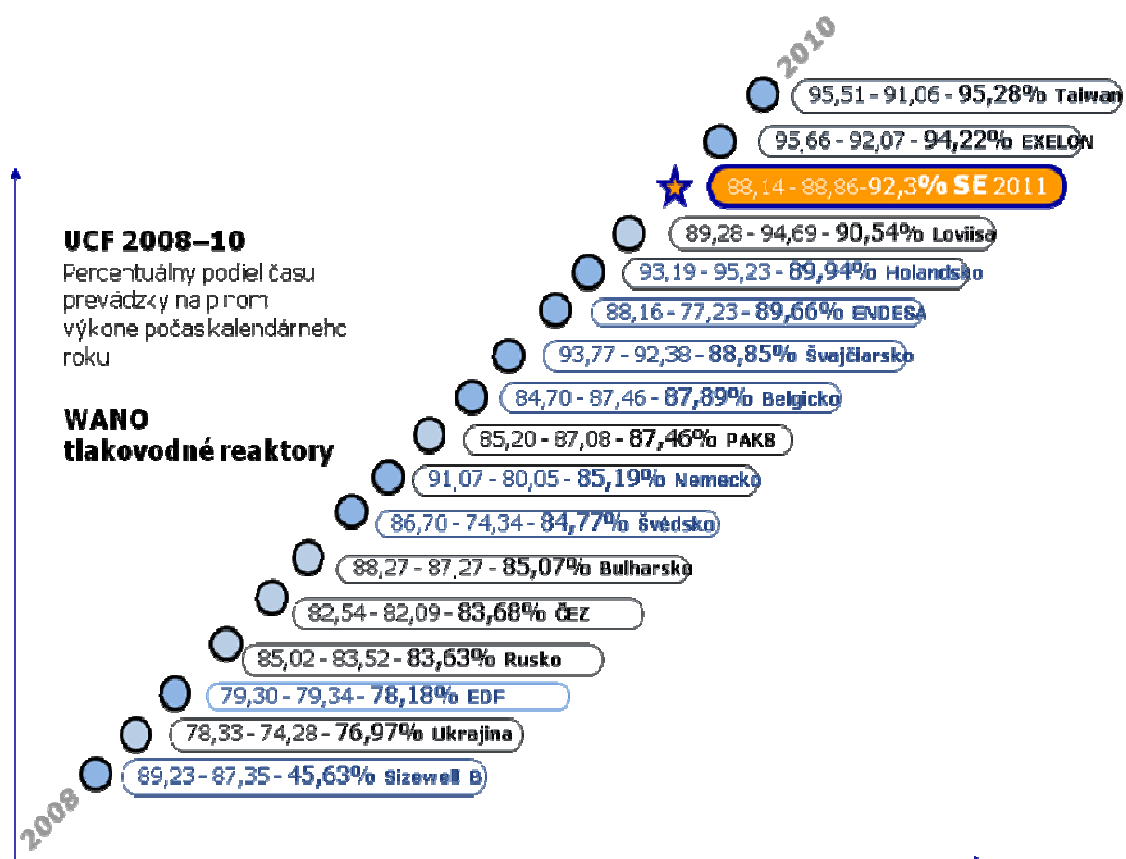 2010
95,51 - 91,06 - 95,28% Taiwan
95,66 - 92,07 - 94,22% EXELON
88,14 - 88,86-92,3% SE 2011
89,28 - 94,69 - 90,54% Loviisa
93,19 - 95,23 - 89,94% Holandsko
88,16 - 77,23 - 89,66% ENDESA
93,77 - 92,38 - 88,85% Švajčiarsko
84,70 - 87,46 - 87,89% Belgicko
85,20 - 87,08 - 87,46% PAKS
91,07 - 80,05 - 85,19% Nemecko
86,70 - 74,34 - 84,77% Švédsko
88,27 - 87,27 - 85,07% Bulharsko
82,54 - 82,09 - 83,68% ČEZ
85,02 - 83,52 - 83,63% Rusko
79,30 - 79,34 - 78,18% EDF
78,33 - 74,28 - 76,97% Ukrajina
89,23 - 87,35 - 45,63% Sizewell B
2008
UCF 2008–10
Percentuálny podiel času
prevádzky na plnom
výkone počas kalendárneho
roku
WANO
tlakovodné reaktory